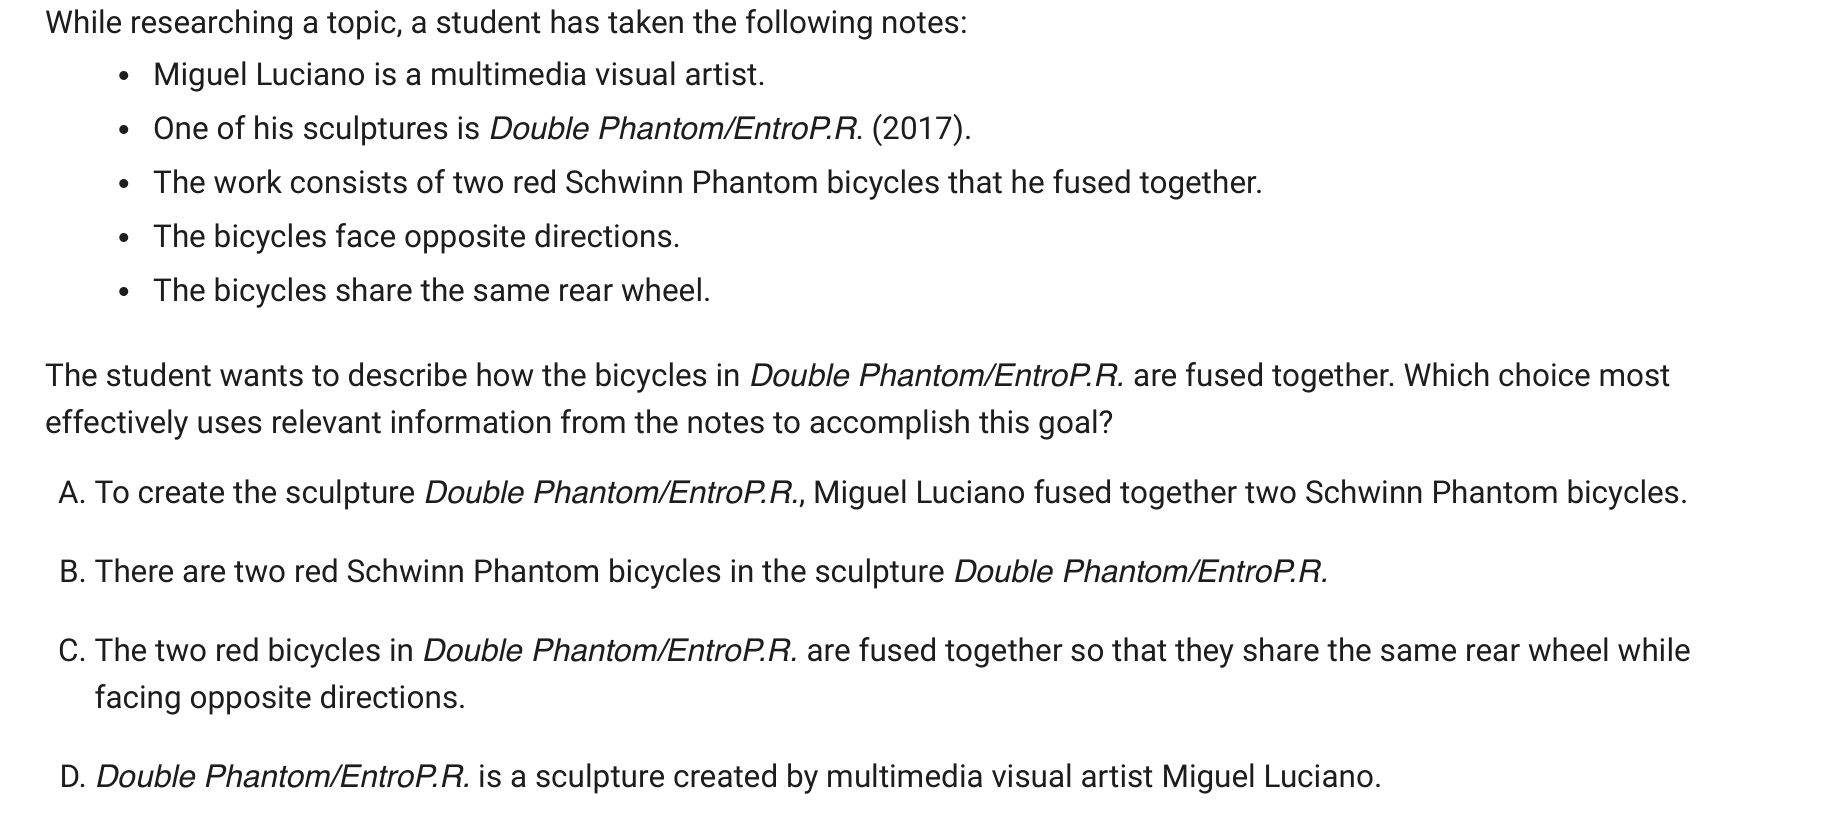 While researching a topic, a student has taken the following notes:
• Miguel Luciano is a multimedia visual artist.
• One of his sculptures is Double Phantom/EntroP.R. (2017).
• The work consists of two red Schwinn Phantom bicycles that he fused together.
• The bicycles face opposite directions.
• The bicycles share the same rear wheel.
The student wants to describe how the bicycles in Double Phantom/EntroP.R. are fused together. Which choice most
effectively uses relevant information from the notes to accomplish this goal?
A. To create the sculpture Double Phantom/EntroP.R., Miguel Luciano fused together two Schwinn Phantom bicycles.
B. There are two red Schwinn Phantom bicycles in the sculpture Double Phantom/EntroP.R.
C. The two red bicycles in Double Phantom/EntroP.R. are fused together so that they share the same rear wheel while
facing opposite directions.
D. Double Phantom/EntroP.R. is a sculpture created by multimedia visual artist Miguel Luciano.